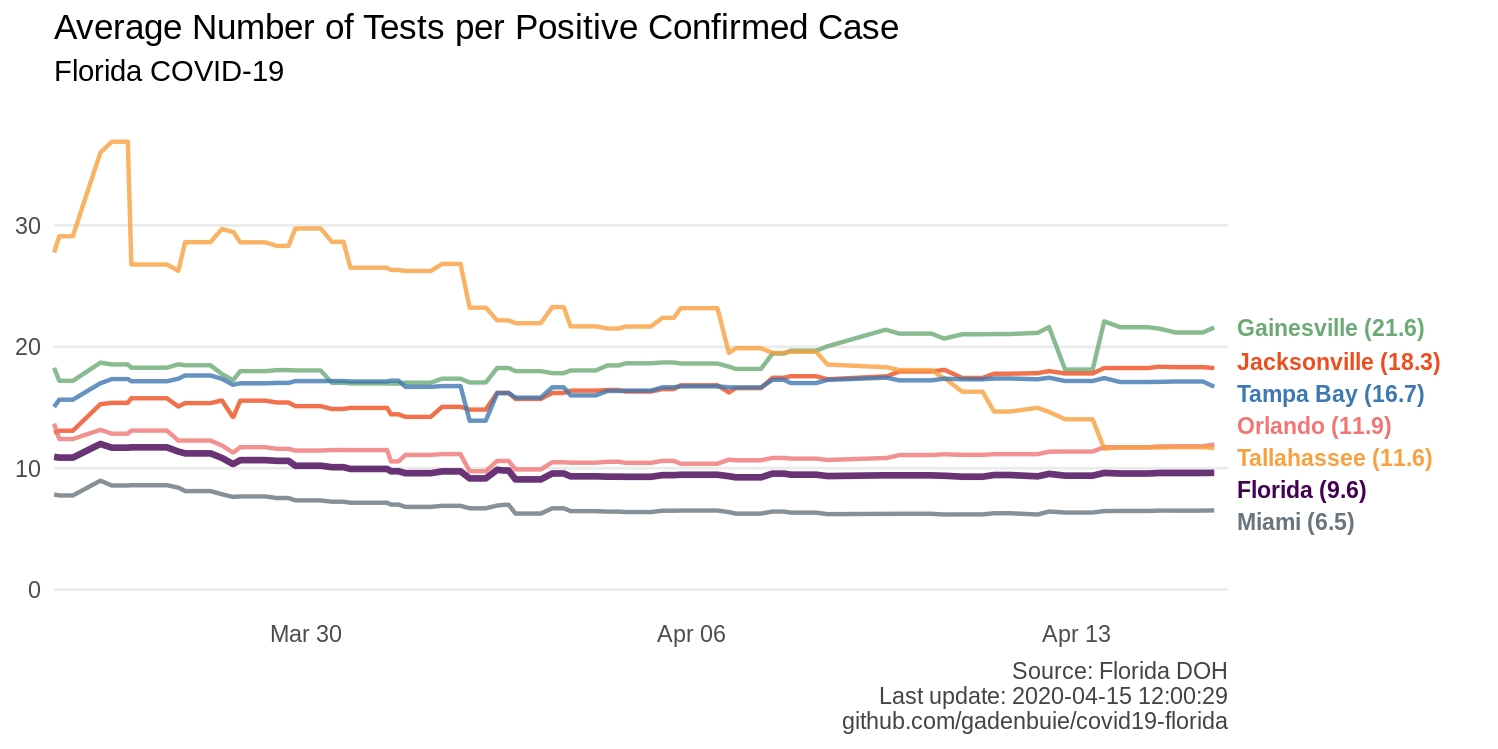 Average Number of Tests per Positive Confirmed Case
Florida COVID-19
30
20
10
0
Gainesville (21.6)
Jacksonville (18.3)
Tampa Bay (16.7)
Orlando (11.9)
Tallahassee (11.6)
Florida (9.6)
Miami (6.5)
Mar 30
Apr 06
Apr 13
Source: Florida DOH
Last update: 2020-04-15 12:00:29
github.com/gadenbuie/covid19-florida